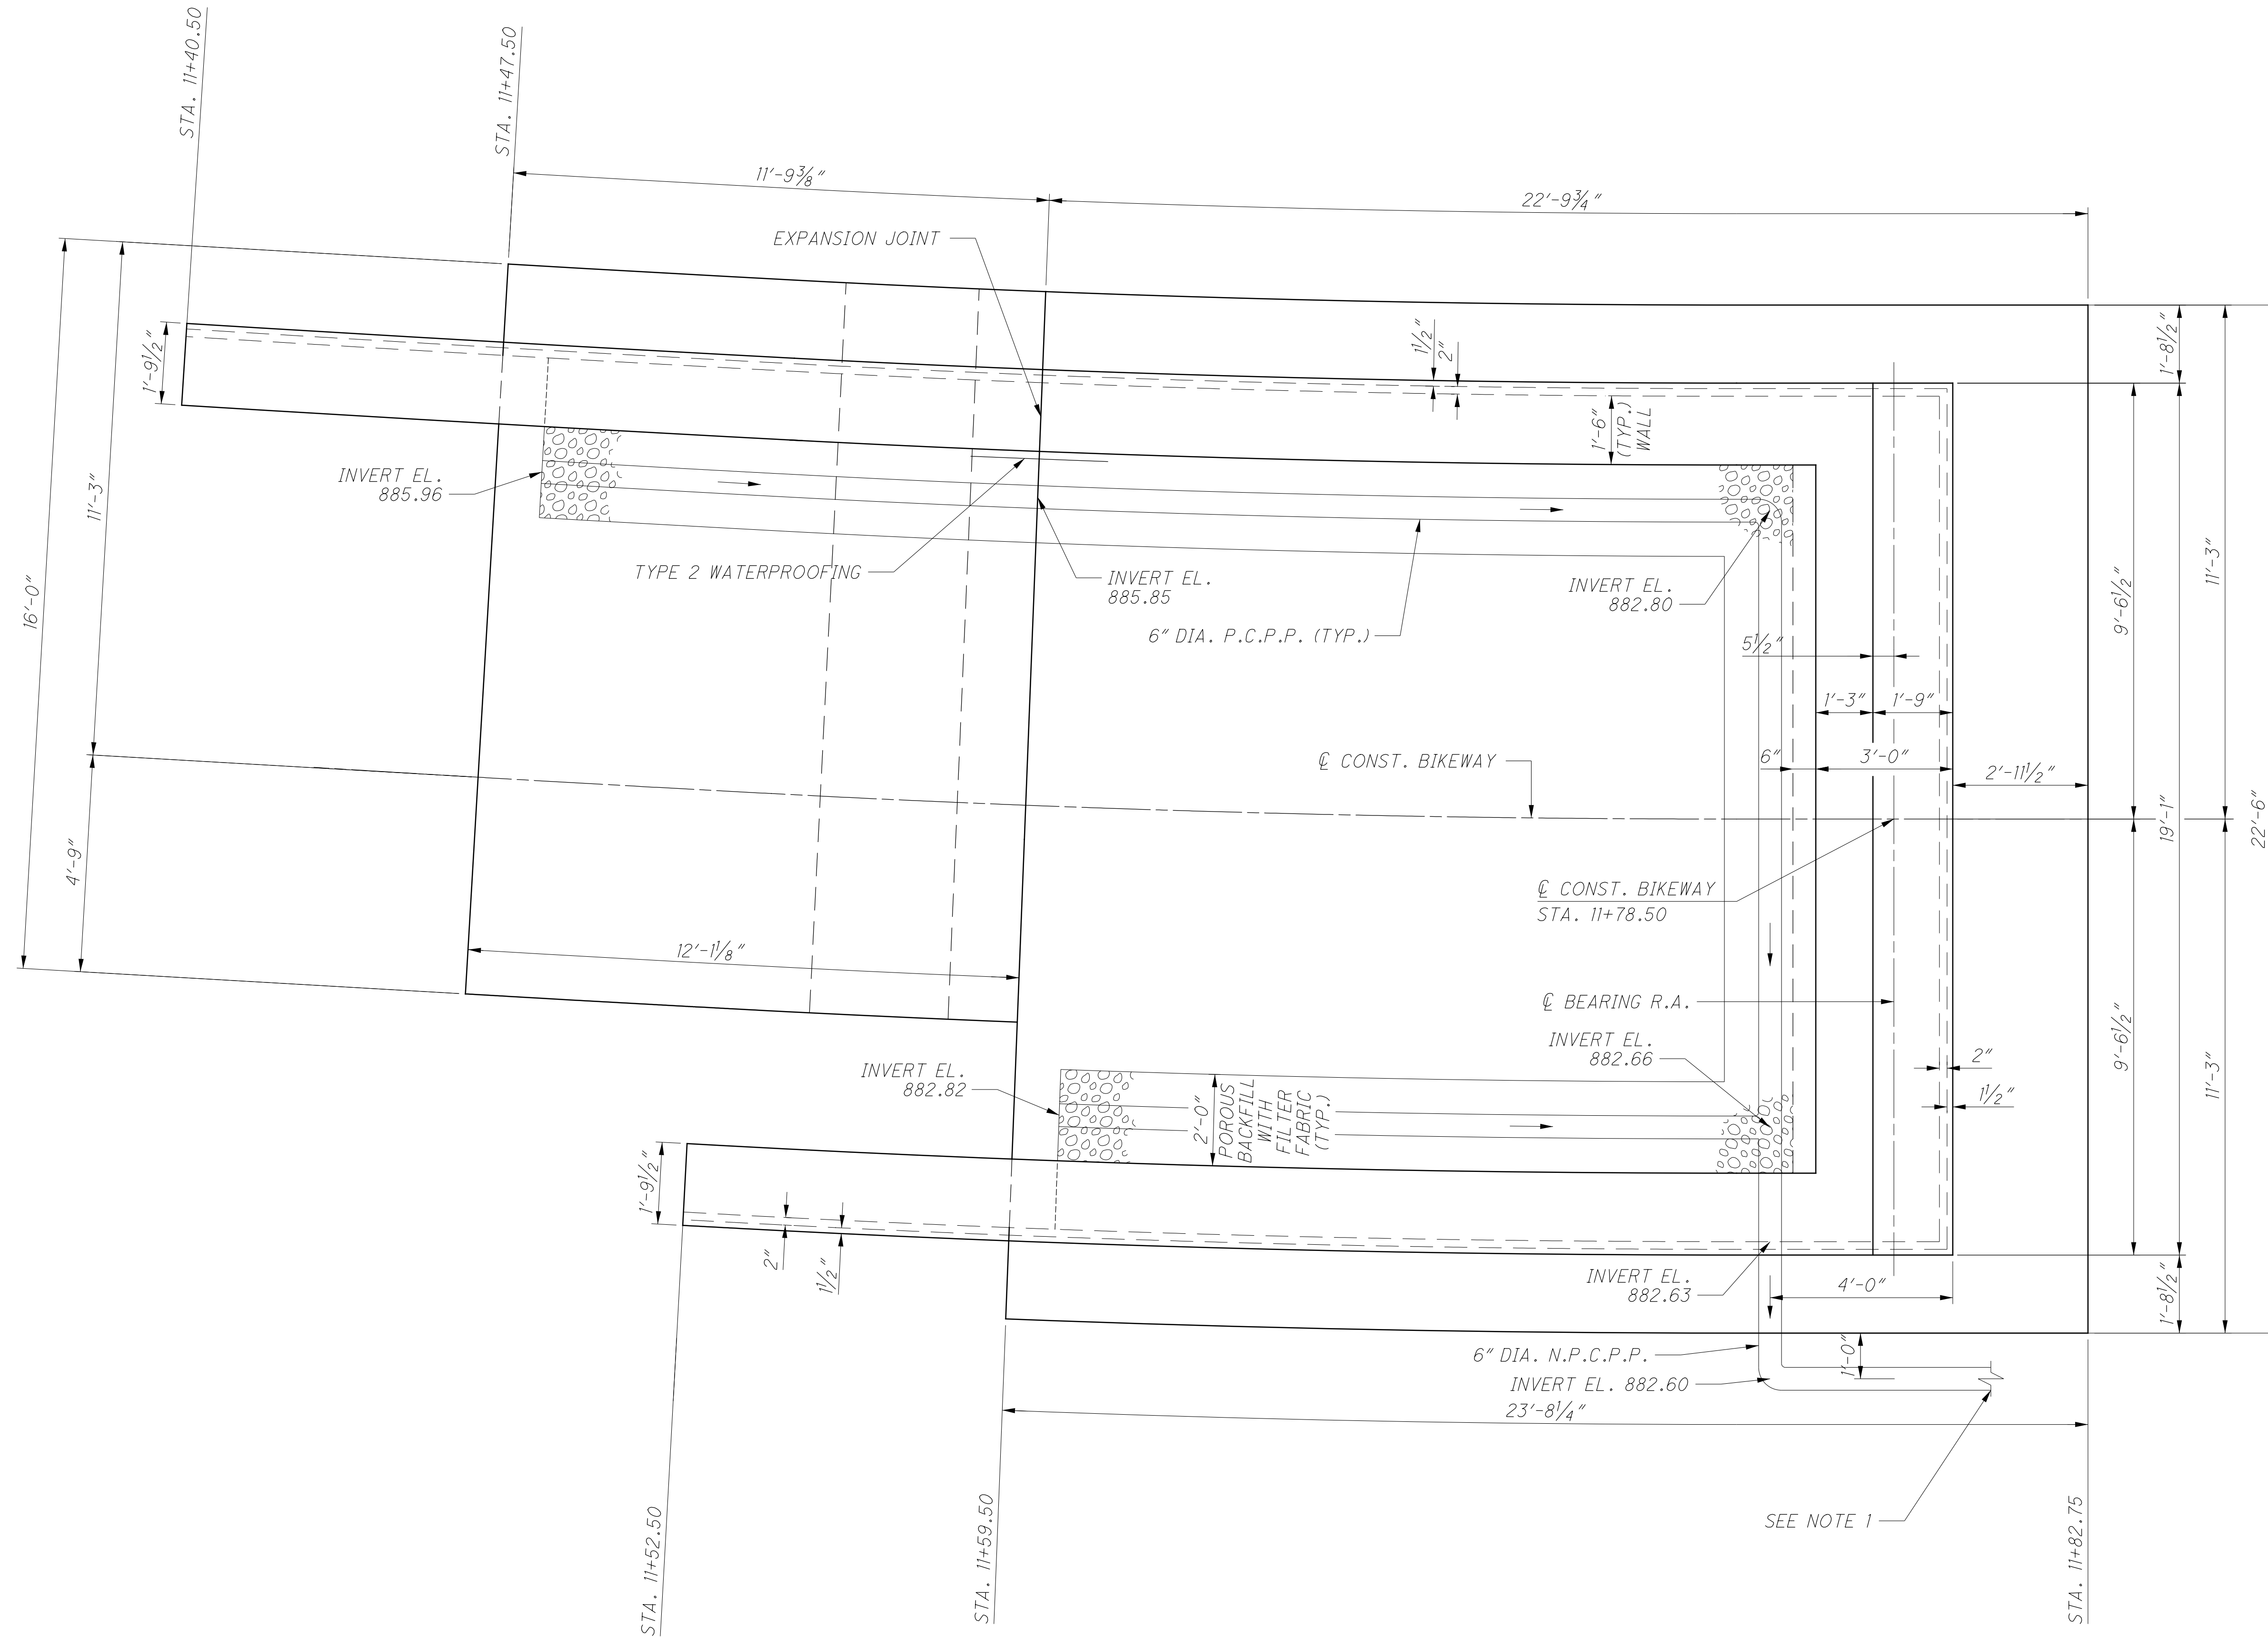 STA. 11+40.50
STA. 11+47.50
11'-9⅜"
22'-9¾"
EXPANSION JOINT
1'-9½"
1½"
2"
1'-8½"
1'-6"
(TYP.)
WALL
INVERT EL.
885.96
11'-3"
16'-0"
TYPE 2 WATERPROOFING
INVERT EL.
885.85
INVERT EL.
882.80
6" DIA. P.C.P.P. (TYP.)
9'-6½"
11'-3"
5½"
1'-3"
1'-9"
℄ CONST. BIKEWAY
6"
3'-0"
2'-11½"
19'-1"
22'-6"
4'-9"
℄ CONST. BIKEWAY
STA. 11+78.50
12'-1⅛"
℄ BEARING R.A.
INVERT EL.
882.66
INVERT EL.
882.82
2'-0"
POROUS
BACKFILL
WITH
FILTER
FABRIC
(TYP.)
2"
1½"
9'-6½"
11'-3"
1'-9½"
2"
1½"
INVERT EL.
882.63
4'-0"
1'-8½"
6" DIA. N.P.C.P.P.
1'-0"
INVERT EL. 882.60
23'-8¼"
SEE NOTE 1
STA. 11+52.50
STA. 11+59.50
STA. 11+82.75